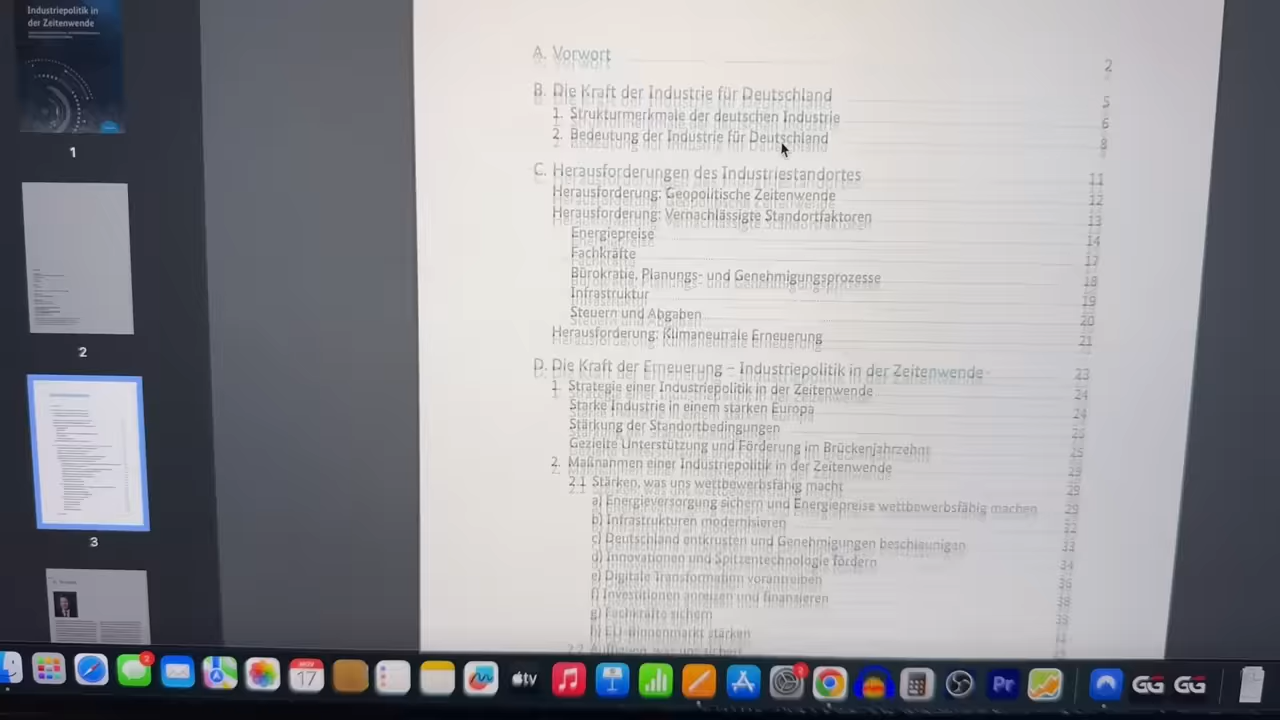 Industriepolitik in
der Zeitenwende
1
2
3
A. Vorwort 2
B. Die Kraft der Industrie für Deutschland 5
1. Strukturmerkmale der deutschen Industrie 6
2. Bedeutung der Industrie für Deutschland 8
C. Herausforderungen des Industriestandortes 11
Herausforderung: Geopolitische Zeitenwende 12
Herausforderung: Vernachlässigte Standortfaktoren 13
Energiepreise 14
Fachkräfte 17
Bürokratie, Planungs- und Genehmigungsprozesse 18
Infrastruktur 19
Steuern und Abgaben 20
Herausforderung: Klimaneutrale Erneuerung 21
D. Die Kraft der Erneuerung – Industriepolitik in der Zeitenwende 23
1. Strategie einer Industriepolitik in der Zeitenwende 24
Starke Industrie in einem starken Europa 24
Stärkung der Standortbedingungen
Gezielte Unterstützung und Förderung im Brückenjahrzehnt
2. Maßnahmen einer Industriepolitik in der Zeitenwende
2.1 Stärken, was uns wettbewerbsfähig macht
a) Energieversorgung sichern und Energiepreise wettbewerbsfähig machen
b) Infrastrukturen modernisieren
c) Deutschland entkrusten und Genehmigungen beschleunigen
d) Innovationen und Spitzentechnologie fördern
e) Digitale Transformation vorantreiben
f) Investitionen anreizen und finanzieren
g) Fachkräfte sichern
h) EU-Binnenmarkt stärken
2
17
tv
Pr
GG GG